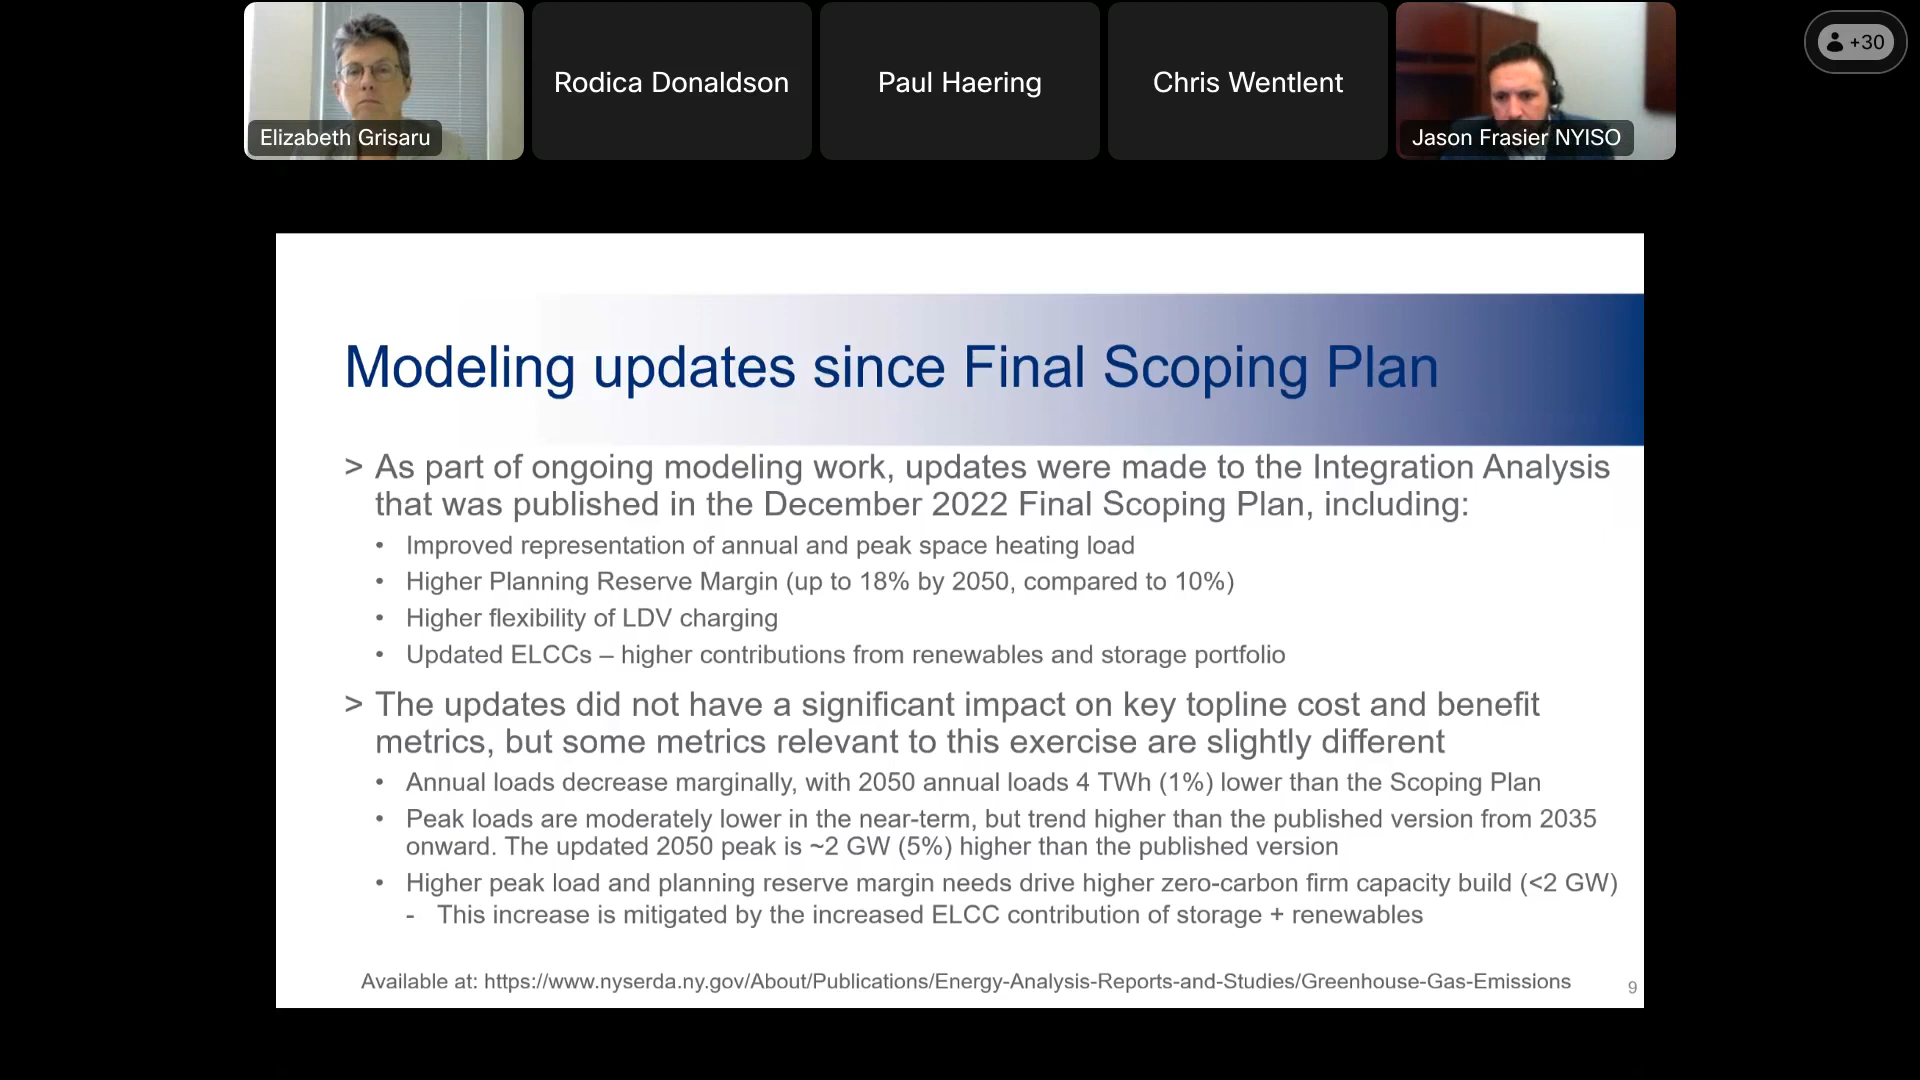 Elizabeth Grisaru
Rodica Donaldson
Paul Haering
Chris Wentlent
Jason Frasier NYISO
+30
Modeling updates since Final Scoping Plan
> As part of ongoing modeling work, updates were made to the Integration Analysis
that was published in the December 2022 Final Scoping Plan, including:
• Improved representation of annual and peak space heating load
• Higher Planning Reserve Margin (up to 18% by 2050, compared to 10%)
• Higher flexibility of LDV charging
• Updated ELCCs – higher contributions from renewables and storage portfolio
> The updates did not have a significant impact on key topline cost and benefit
metrics, but some metrics relevant to this exercise are slightly different
• Annual loads decrease marginally, with 2050 annual loads 4 TWh (1%) lower than the Scoping Plan
• Peak loads are moderately lower in the near-term, but trend higher than the published version from 2035
onward. The updated 2050 peak is ~2 GW (5%) higher than the published version
• Higher peak load and planning reserve margin needs drive higher zero-carbon firm capacity build (<2 GW)
- This increase is mitigated by the increased ELCC contribution of storage + renewables
Available at: https://www.nyserda.ny.gov/About/Publications/Energy-Analysis-Reports-and-Studies/Greenhouse-Gas-Emissions
9